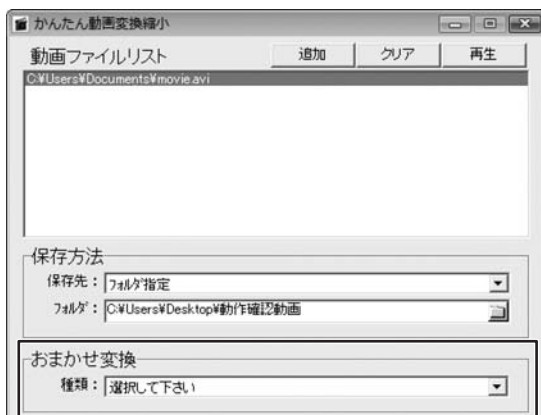 かんたん動画変換縮小
動画ファイルリスト 追加 クリア 再生
C:¥Users¥Documents¥movie.avi
保存方法
保存先： フォルダ指定
フォルダ： C:¥Users¥Desktop¥動作確認動画
おまかせ変換
種類： 選択して下さい